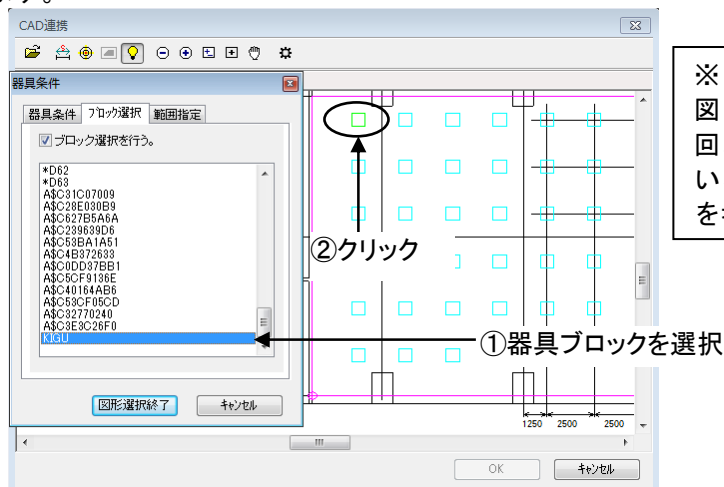 す。
CAD連携
器具条件
器具条件 ブロック選択 範囲指定
ブロック選択を行う。
*D62
*D63
A$C31C07009
A$C28E030B9
A$C627B5A6A
A$C239639D6
A$C53BA1A51
A$C4B372633
A$C0DD37BB1
A$C5CF9136E
A$C40164AB6
A$C53CF05CD
A$C32770240
A$C3E3C26F0
KIGU
図形選択終了 キャンセル
②クリック
①器具ブロックを選択
1250 2500 2500
OK キャンセル
※
図
回
い
を